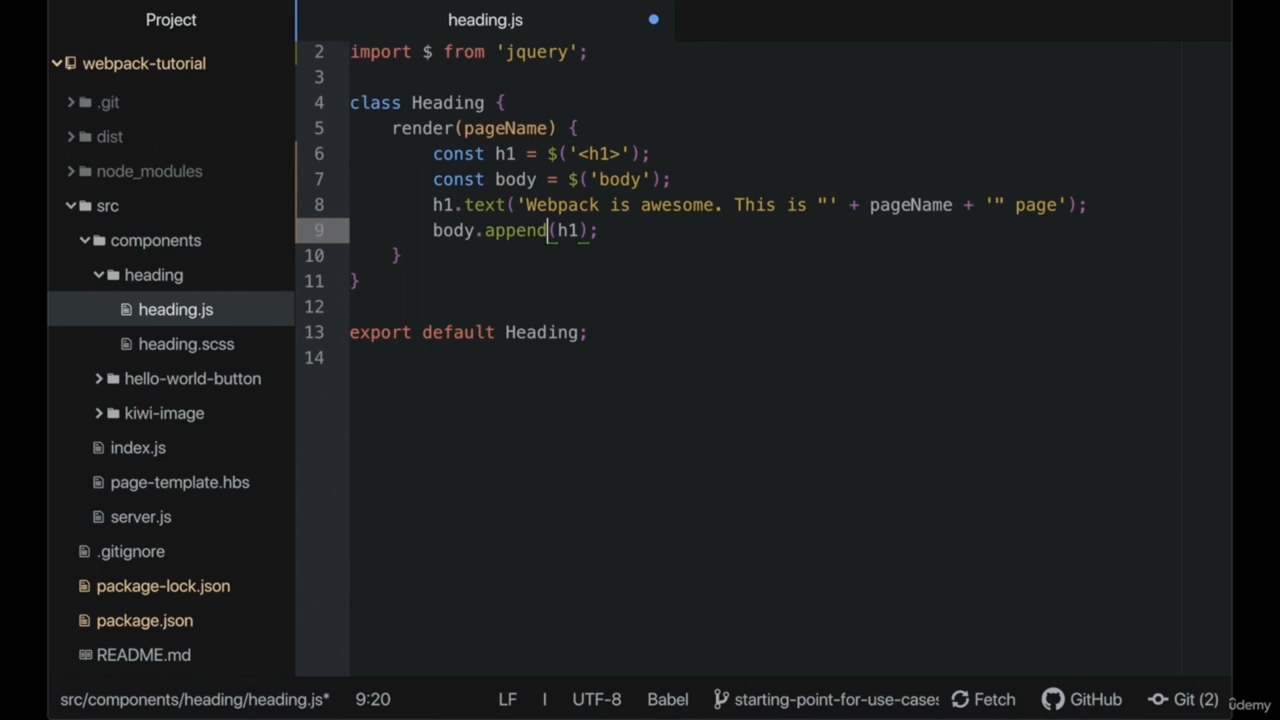 Project
heading.js
webpack-tutorial
.git
dist
node_modules
src
components
heading
heading.js
heading.scss
hello-world-button
kiwi-image
index.js
page-template.hbs
server.js
.gitignore
package-lock.json
package.json
README.md
2 import $ from 'jquery';
3
4 class Heading {
5 render(pageName) {
6 const h1 = $('<h1>');
7 const body = $('body');
8 h1.text('Webpack is awesome. This is "' + pageName + '" page');
9 body.append(h1);
10 }
11 }
12
13 export default Heading;
14
src/components/heading/heading.js* 9:20 LF I UTF-8 Babel starting-point-for-use-cases Fetch GitHub Git (2)
ûdemy